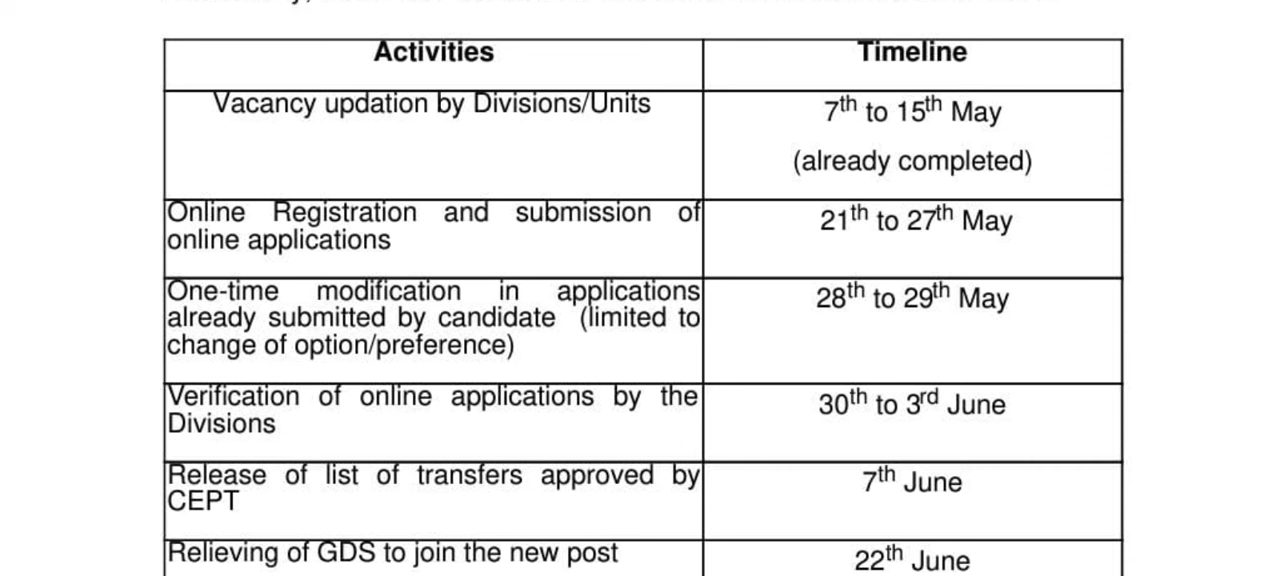 Activities Timeline
Vacancy updation by Divisions/Units 7th to 15th May
(already completed)
Online Registration and submission of 21th to 27th May
online applications
One-time modification in applications 28th to 29th May
already submitted by candidate (limited to
change of option/preference)
Verification of online applications by the 30th to 3rd June
Divisions
Release of list of transfers approved by 7th June
CEPT
Relieving of GDS to join the new post 22th June